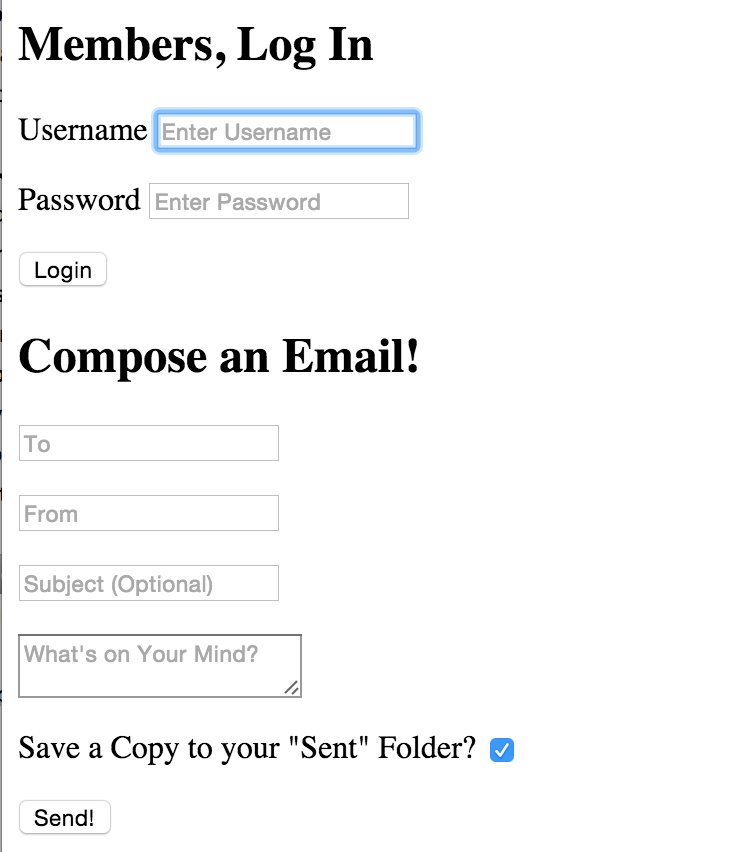 Members, Log In
Username Enter Username
Password Enter Password
Login
Compose an Email!
To
From
Subject (Optional)
What's on Your Mind?
Save a Copy to your "Sent" Folder?
Send!